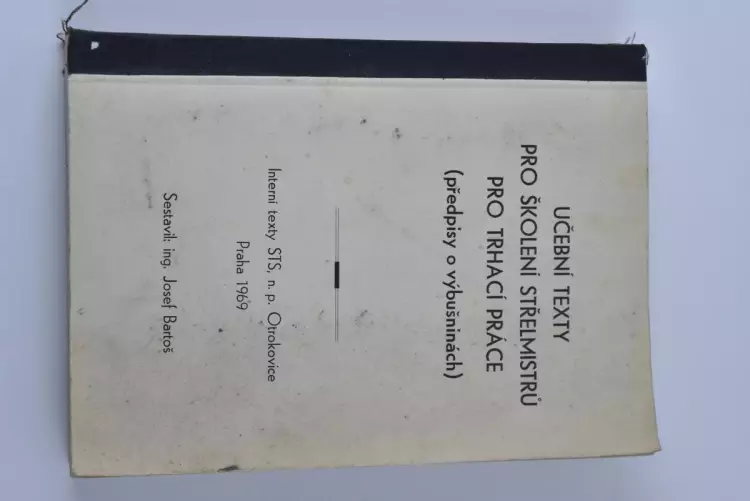 UČEBNÍ TEXTY
PRO ŠKOLENÍ STŘELMISTRŮ
PRO TRHACÍ PRÁCE
(předpisy o výbušninách)
Interní texty STS, n. p. Otrokovice
Praha 1969
Sestavil: ing. Josef Bartoš